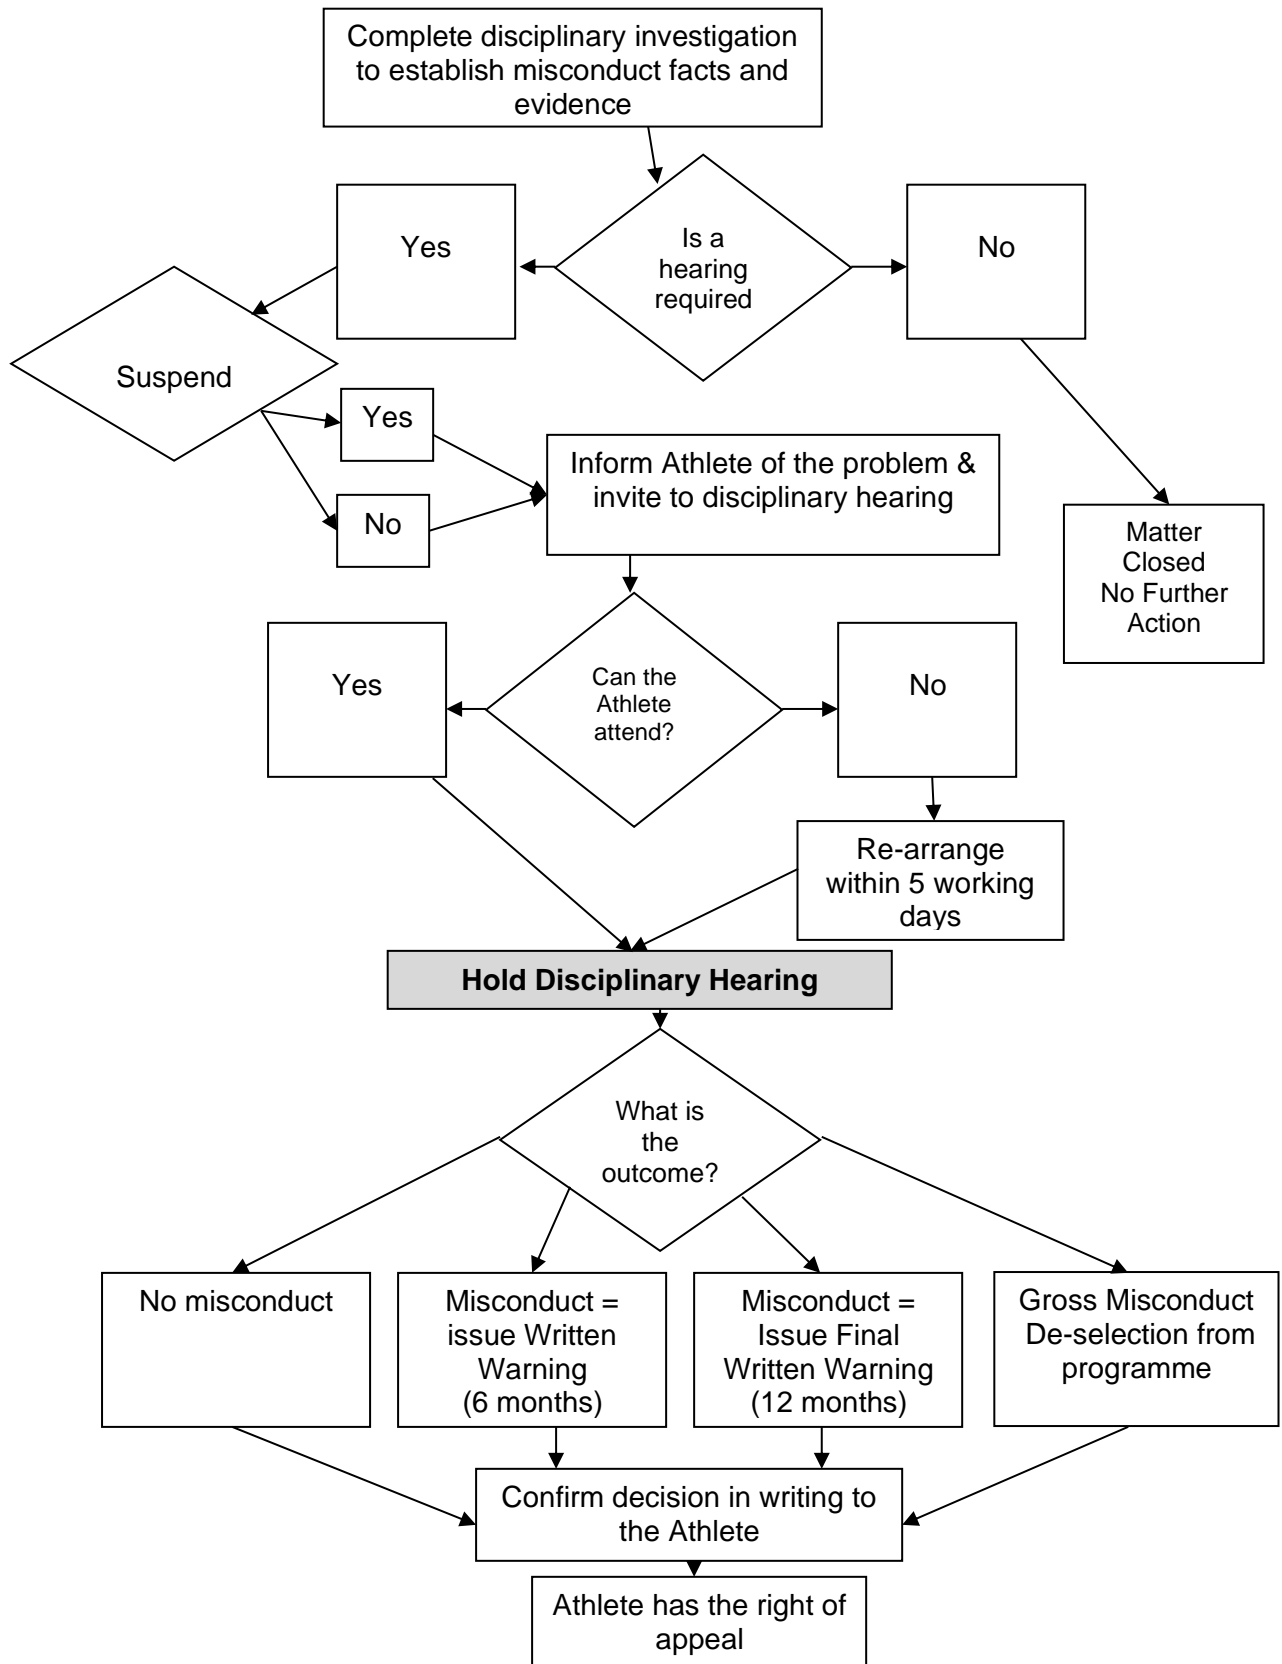 Complete disciplinary investigation
to establish misconduct facts and
evidence
Yes
Is a
hearing
required
No
Suspend
Yes
No
Inform Athlete of the problem &
invite to disciplinary hearing
Matter
Closed
No Further
Action
Yes
Can the
Athlete
attend?
No
Re-arrange
within 5 working
days
Hold Disciplinary Hearing
What is
the
outcome?
No misconduct
Misconduct =
issue Written
Warning
(6 months)
Misconduct =
Issue Final
Written Warning
(12 months)
Gross Misconduct
De-selection from
programme
Confirm decision in writing to
the Athlete
Athlete has the right of
appeal